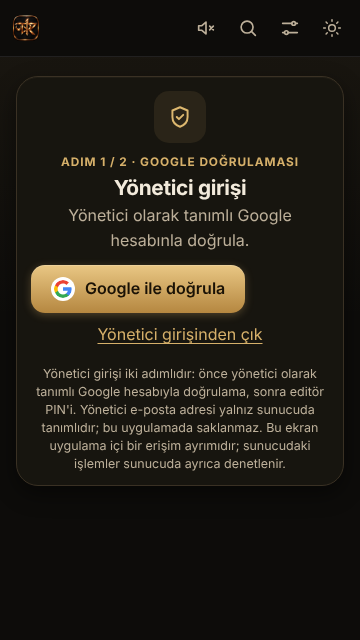 ADIM 1 / 2 · GOOGLE DOĞRULAMASI
Yönetici girişi
Yönetici olarak tanımlı Google
hesabınla doğrula.
Google ile doğrula
Yönetici girişinden çık
Yönetici girişi iki adımlıdır: önce yönetici olarak
tanımlı Google hesabıyla doğrulama, sonra editör
PIN'i. Yönetici e-posta adresi yalnız sunucuda
tanımlıdır; bu uygulamada saklanmaz. Bu ekran
uygulama içi bir erişim ayrımıdır; sunucudaki
işlemler sunucuda ayrıca denetlenir.